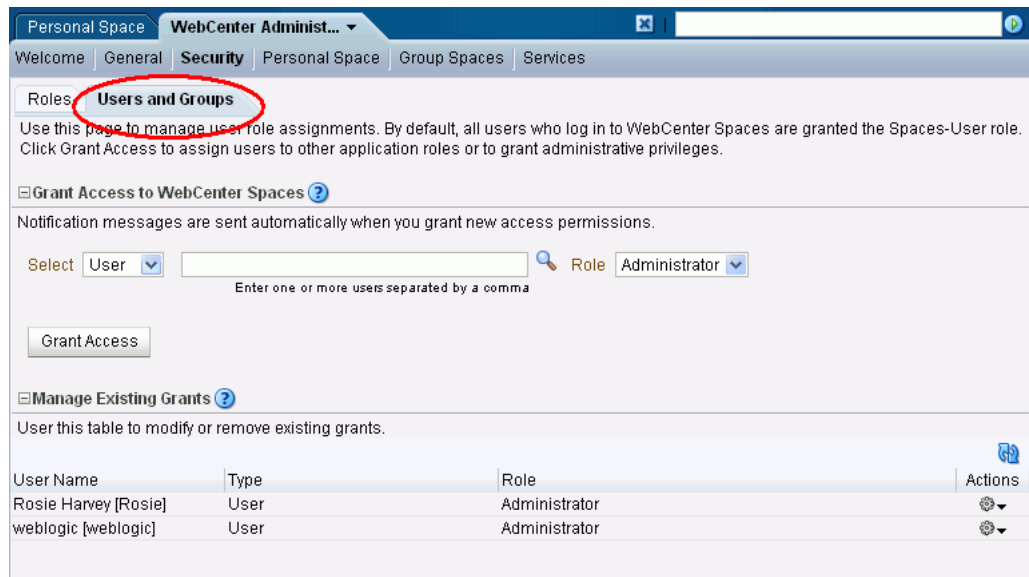 Personal Space WebCenter Administ...
Welcome General Security Personal Space Group Spaces Services
Roles Users and Groups
Use this page to manage user role assignments. By default, all users who log in to WebCenter Spaces are granted the Spaces-User role.
Click Grant Access to assign users to other application roles or to grant administrative privileges.
Grant Access to WebCenter Spaces ?
Notification messages are sent automatically when you grant new access permissions.
Select User Role Administrator
Enter one or more users separated by a comma
Grant Access
Manage Existing Grants ?
User this table to modify or remove existing grants.
User Name Type Role Actions
Rosie Harvey [Rosie] User Administrator
weblogic [weblogic] User Administrator